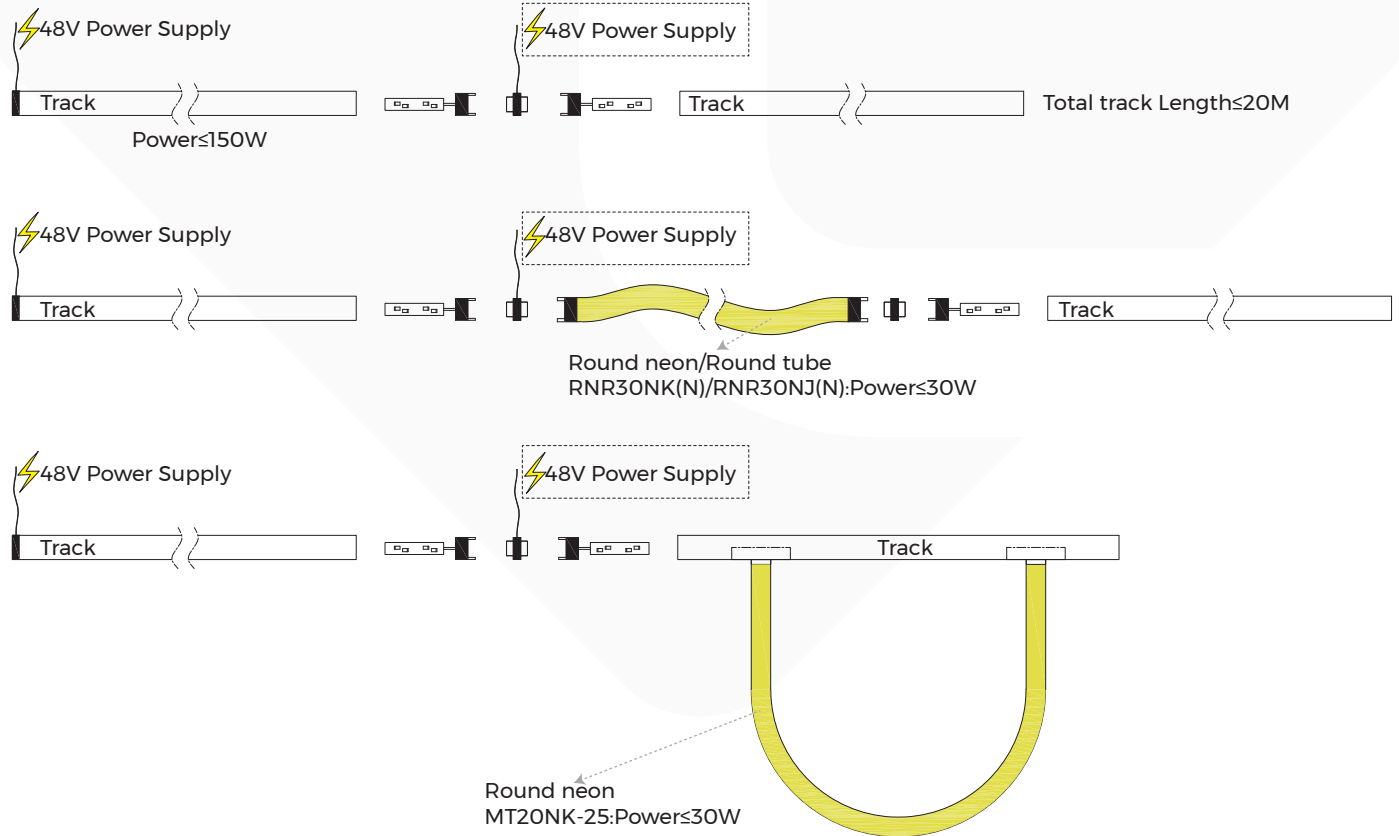 48V Power Supply
48V Power Supply
Track
Track
Total track Length≤20M
Power≤150W
48V Power Supply
48V Power Supply
Track
Track
Round neon/Round tube
RNR30NK(N)/RNR30NJ(N):Power≤30W
48V Power Supply
48V Power Supply
Track
Track
Round neon
MT20NK-25:Power≤30W